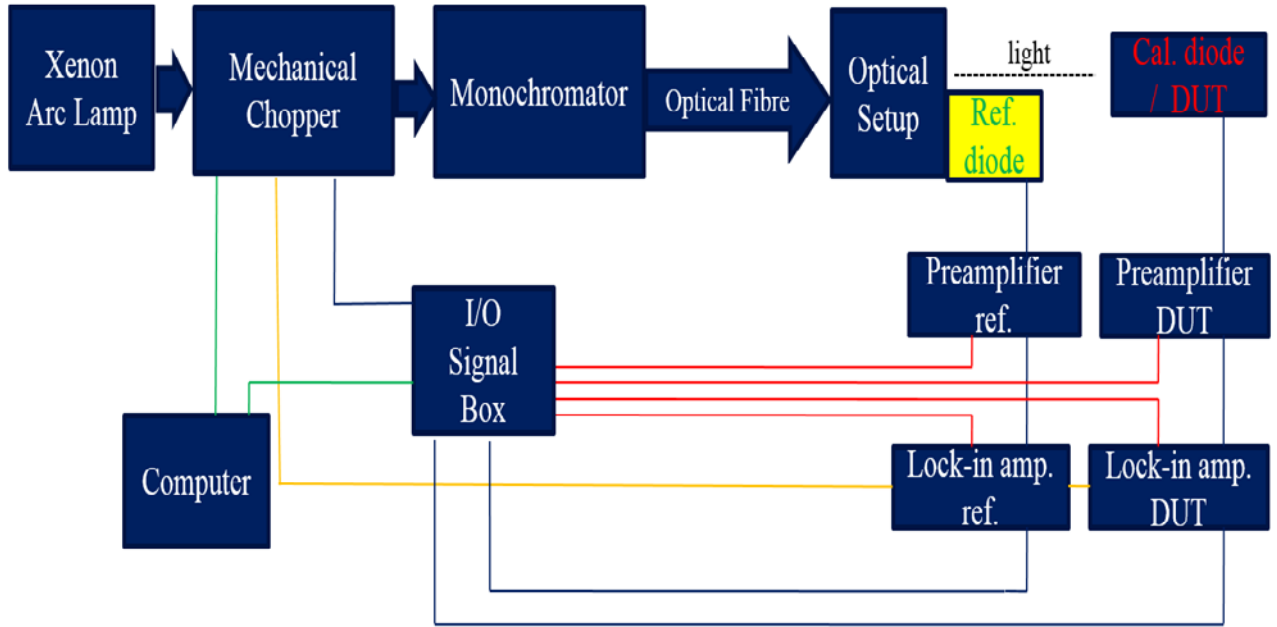 Xenon
Arc Lamp
Mechanical
Chopper
Monochromator
Optical Fibre
Optical
Setup
light
Cal. diode
/ DUT
Ref.
diode
Preamplifier
ref.
Preamplifier
DUT
I/O
Signal
Box
Computer
Lock-in amp.
ref.
Lock-in amp.
DUT